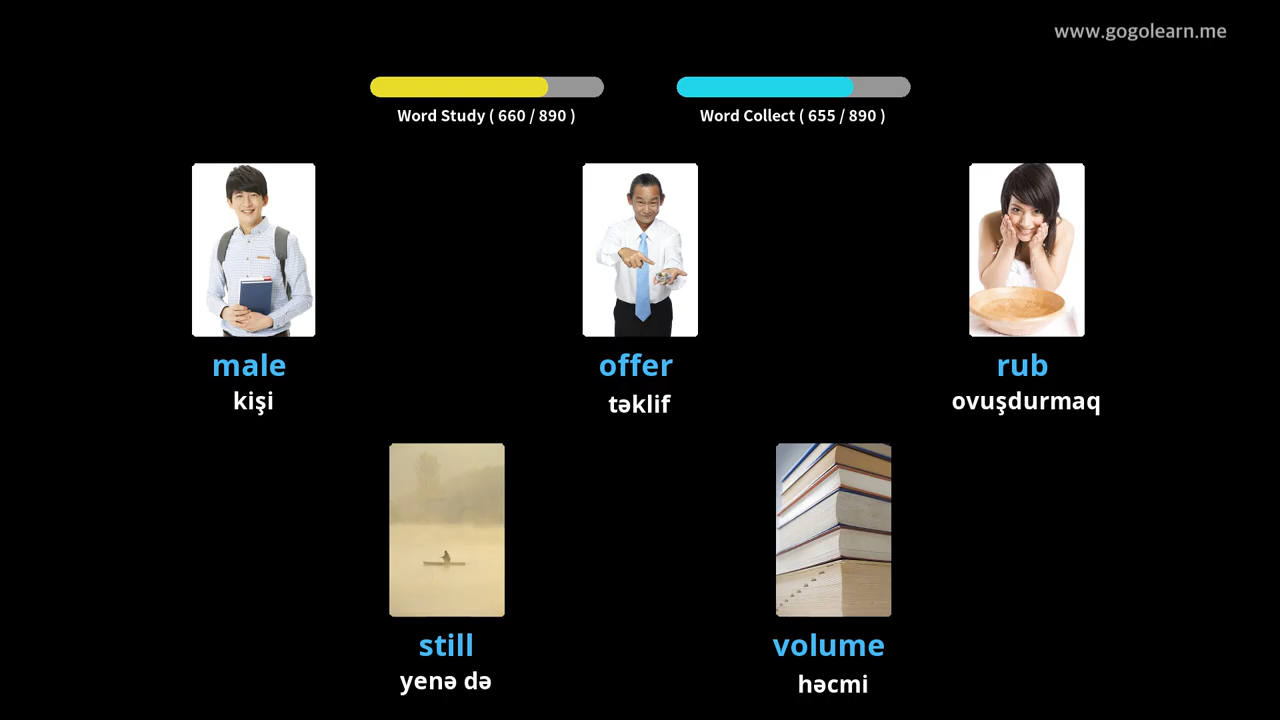 www.gogolearn.me
Word Study ( 660 / 890 )
Word Collect ( 655 / 890 )
male
kişi
offer
təklif
rub
ovuşdurmaq
still
yenə də
volume
həcmi